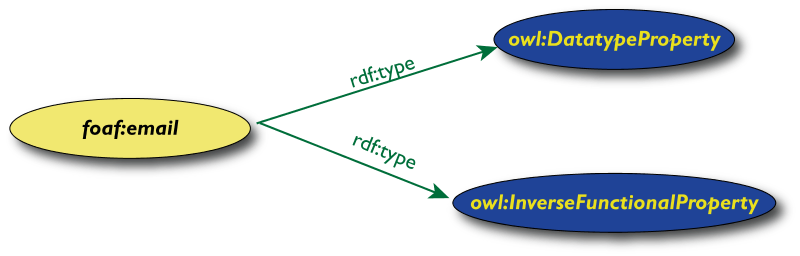 owl:DatatypeProperty
rdf:type
foaf:email
rdf:type
owl:InverseFunctionalProperty